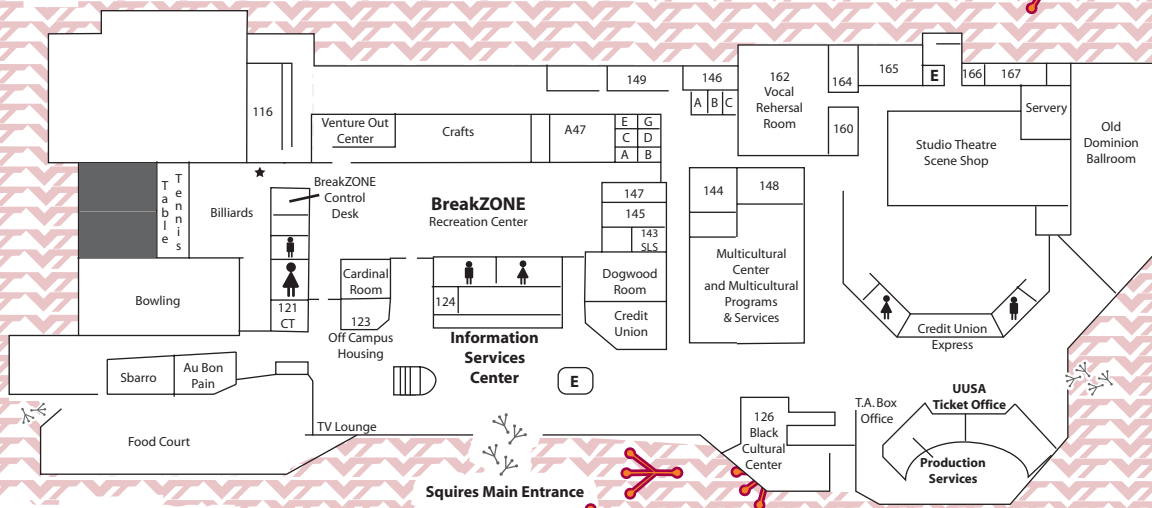 149
146
A B C
162
Vocal
Rehersal
Room
164
165
E
166
167
Servery
Old
Dominion
Ballroom
116
Venture Out
Center
Crafts
A47
E G
C D
A B
160
Studio Theatre
Scene Shop
Table
Tennis
Billiards
BreakZONE
Control
Desk
BreakZONE
Recreation Center
147
145
143
SLS
144
148
Multicultural
Center
and Multicultural
Programs
& Services
Bowling
121
CT
Cardinal
Room
123
Off Campus
Housing
124
Information
Services
Center
Dogwood
Room
Credit
Union
E
Credit Union
Express
Sbarro
Au Bon
Pain
Food Court
TV Lounge
Squires Main Entrance
126
Black
Cultural
Center
T.A. Box
Office
UUSA
Ticket Office
Production
Services